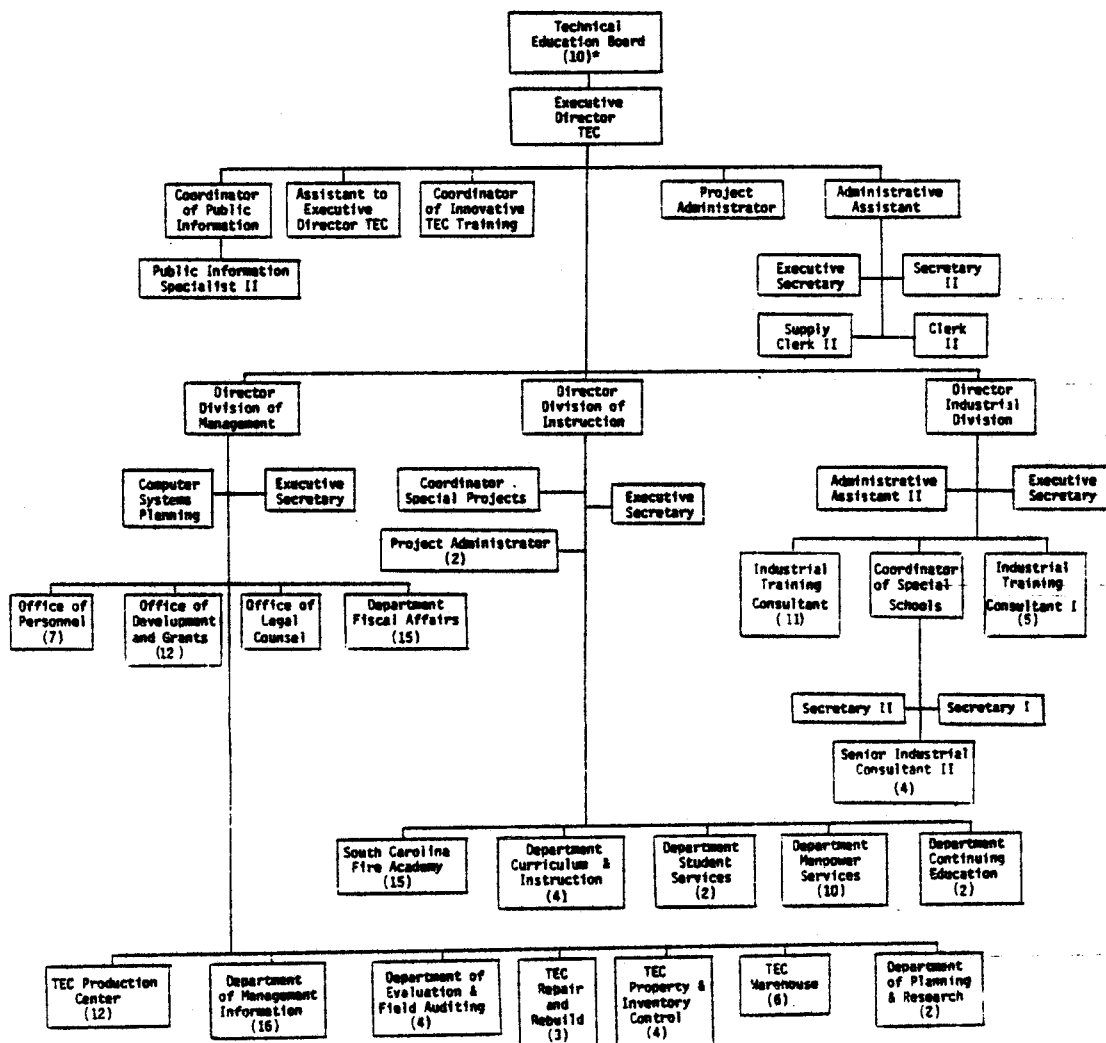 Technical
Education Board
(10)*
Executive
Director
TEC
Coordinator
of Public
Information
Assistant to
Executive
Director TEC
Coordinator
of Innovative
TEC Training
Project
Administrator
Administrative
Assistant
Public Information
Specialist II
Executive
Secretary
Secretary
II
Supply
Clerk II
Clerk
II
Director
Division of
Management
Director
Division of
Instruction
Director
Industrial
Division
Computer
Systems
Planning
Executive
Secretary
Coordinator
Special Projects
Executive
Secretary
Administrative
Assistant II
Executive
Secretary
Project Administrator
(2)
Industrial
Training
Consultant
(11)
Coordinator
of Special
Schools
Industrial
Training
Consultant I
(5)
Office of
Personnel
(7)
Office of
Development
and Grants
(12)
Office of
Legal
Counsel
Department
Fiscal Affairs
(15)
Secretary II
Secretary I
Senior Industrial
Consultant II
(4)
South Carolina
Fire Academy
(15)
Department
Curriculum &
Instruction
(4)
Department
Student
Services
(2)
Department
Manpower
Services
(10)
Department
Continuing
Education
(2)
TEC Production
Center
(12)
Department
of Management
Information
(16)
Department of
Evaluation &
Field Auditing
(4)
TEC
Repair
and
Rebuild
(3)
TEC
Property &
Inventory
Control
(4)
TEC
Warehouse
(6)
Department
of Planning
& Research
(2)